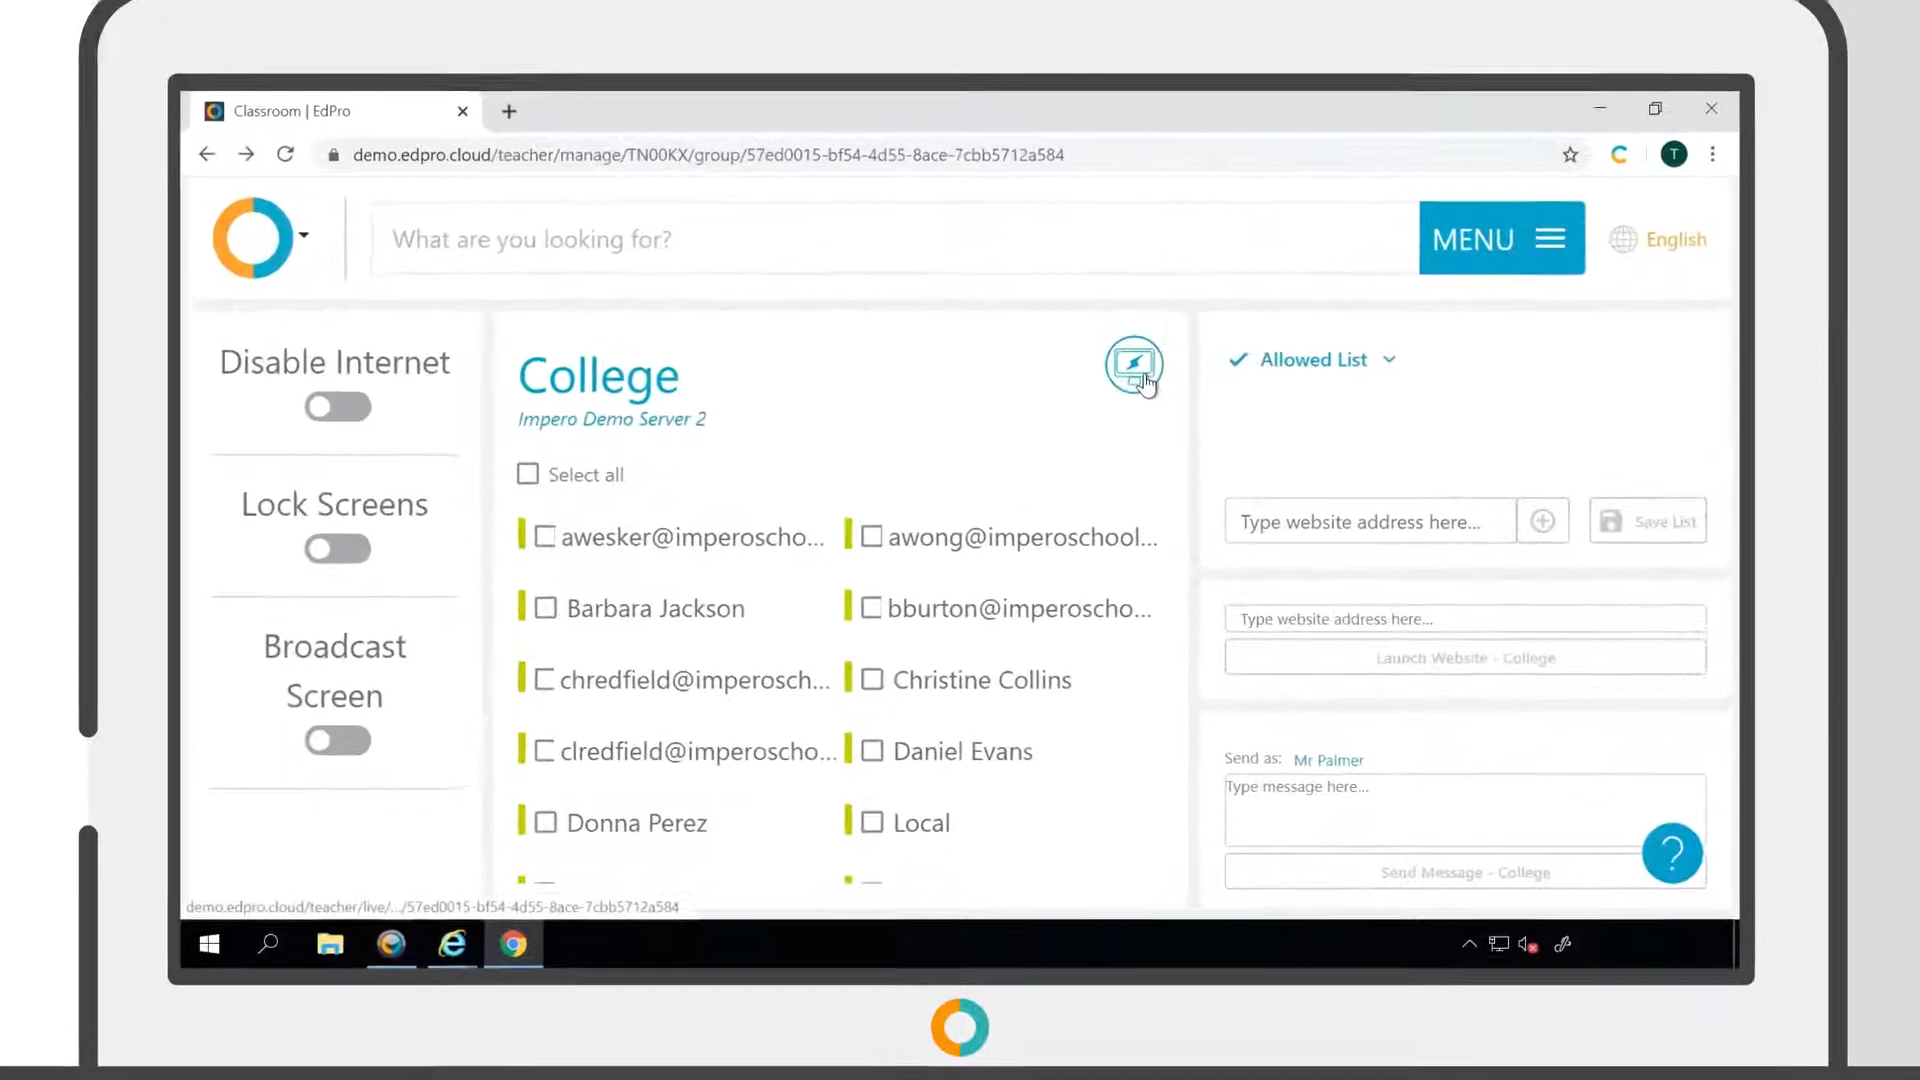 Classroom | EdPro
demo.edpro.cloud/teacher/manage/TN00KX/group/57ed0015-bf54-4d55-8ace-7cbb5712a584
T
What are you looking for?
MENU
English
Disable Internet
Lock Screens
Broadcast
Screen
College
Impero Demo Server 2
Select all
awesker@imperoscho...
awong@imperoschool...
Barbara Jackson
bburton@imperoscho...
chredfield@imperosch...
Christine Collins
clredfield@imperoscho...
Daniel Evans
Donna Perez
Local
Allowed List
Type website address here...
Save List
Type website address here...
Launch Website - College
Send as: Mr Palmer
Type message here...
Send Message - College
?
demo.edpro.cloud/teacher/live/.../57ed0015-bf54-4d55-8ace-7cbb5712a584